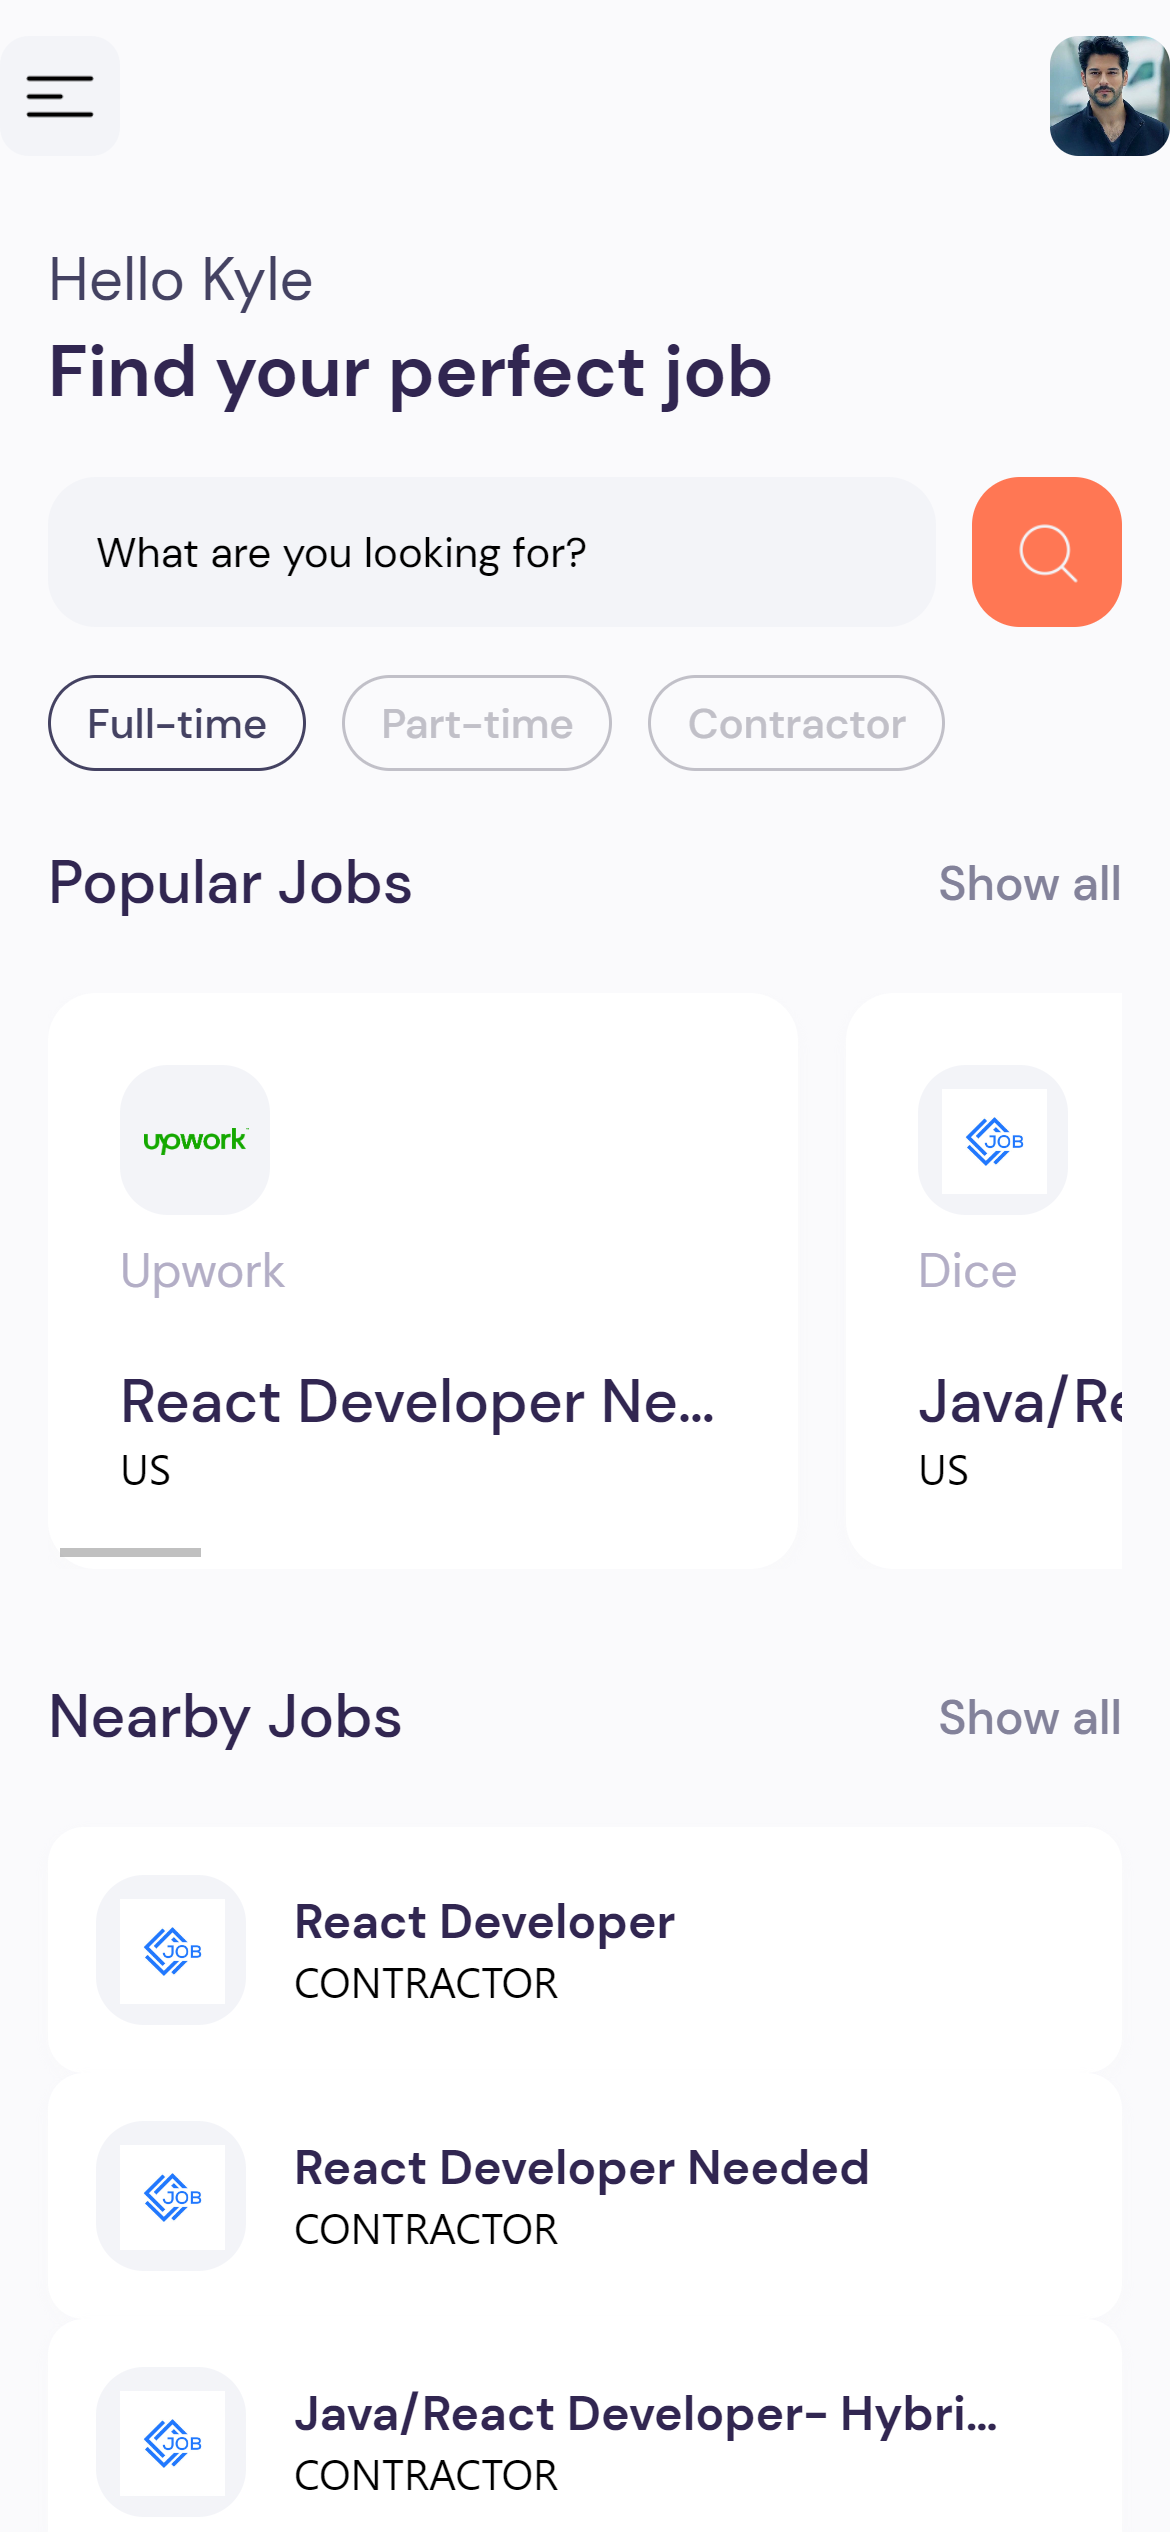 Hello Kyle
Find your perfect job
What are you looking for?
Full-time
Part-time
Contractor
Popular Jobs
Show all
upwork
JOB
Upwork
Dice
React Developer Ne...
Java/Re
US
US
Nearby Jobs
Show all
JOB
React Developer
CONTRACTOR
JOB
React Developer Needed
CONTRACTOR
JOB
Java/React Developer- Hybri...
CONTRACTOR